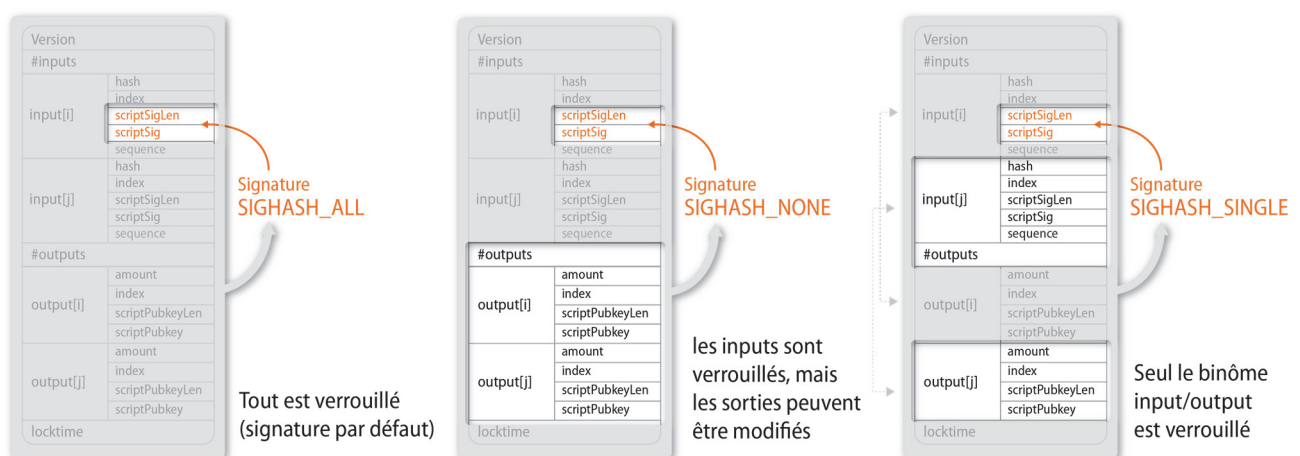 Version
#inputs
input[i]
hash
index
scriptSigLen
scriptSig
sequence
input[j]
hash
index
scriptSigLen
scriptSig
sequence
#outputs
output[i]
amount
index
scriptPubkeyLen
scriptPubkey
output[j]
amount
index
scriptPubkeyLen
scriptPubkey
locktime
Signature
SIGHASH_ALL
Tout est verrouillé
(signature par défaut)
Version
#inputs
input[i]
hash
index
scriptSigLen
scriptSig
sequence
input[j]
hash
index
scriptSigLen
scriptSig
sequence
#outputs
output[i]
amount
index
scriptPubkeyLen
scriptPubkey
output[j]
amount
index
scriptPubkeyLen
scriptPubkey
locktime
Signature
SIGHASH_NONE
les inputs sont
verrouillés, mais
les sorties peuvent
être modifiés
Version
#inputs
input[i]
hash
index
scriptSigLen
scriptSig
sequence
input[j]
hash
index
scriptSigLen
scriptSig
sequence
#outputs
output[i]
amount
index
scriptPubkeyLen
scriptPubkey
output[j]
amount
index
scriptPubkeyLen
scriptPubkey
locktime
Signature
SIGHASH_SINGLE
Seul le binôme
input/output
est verrouillé